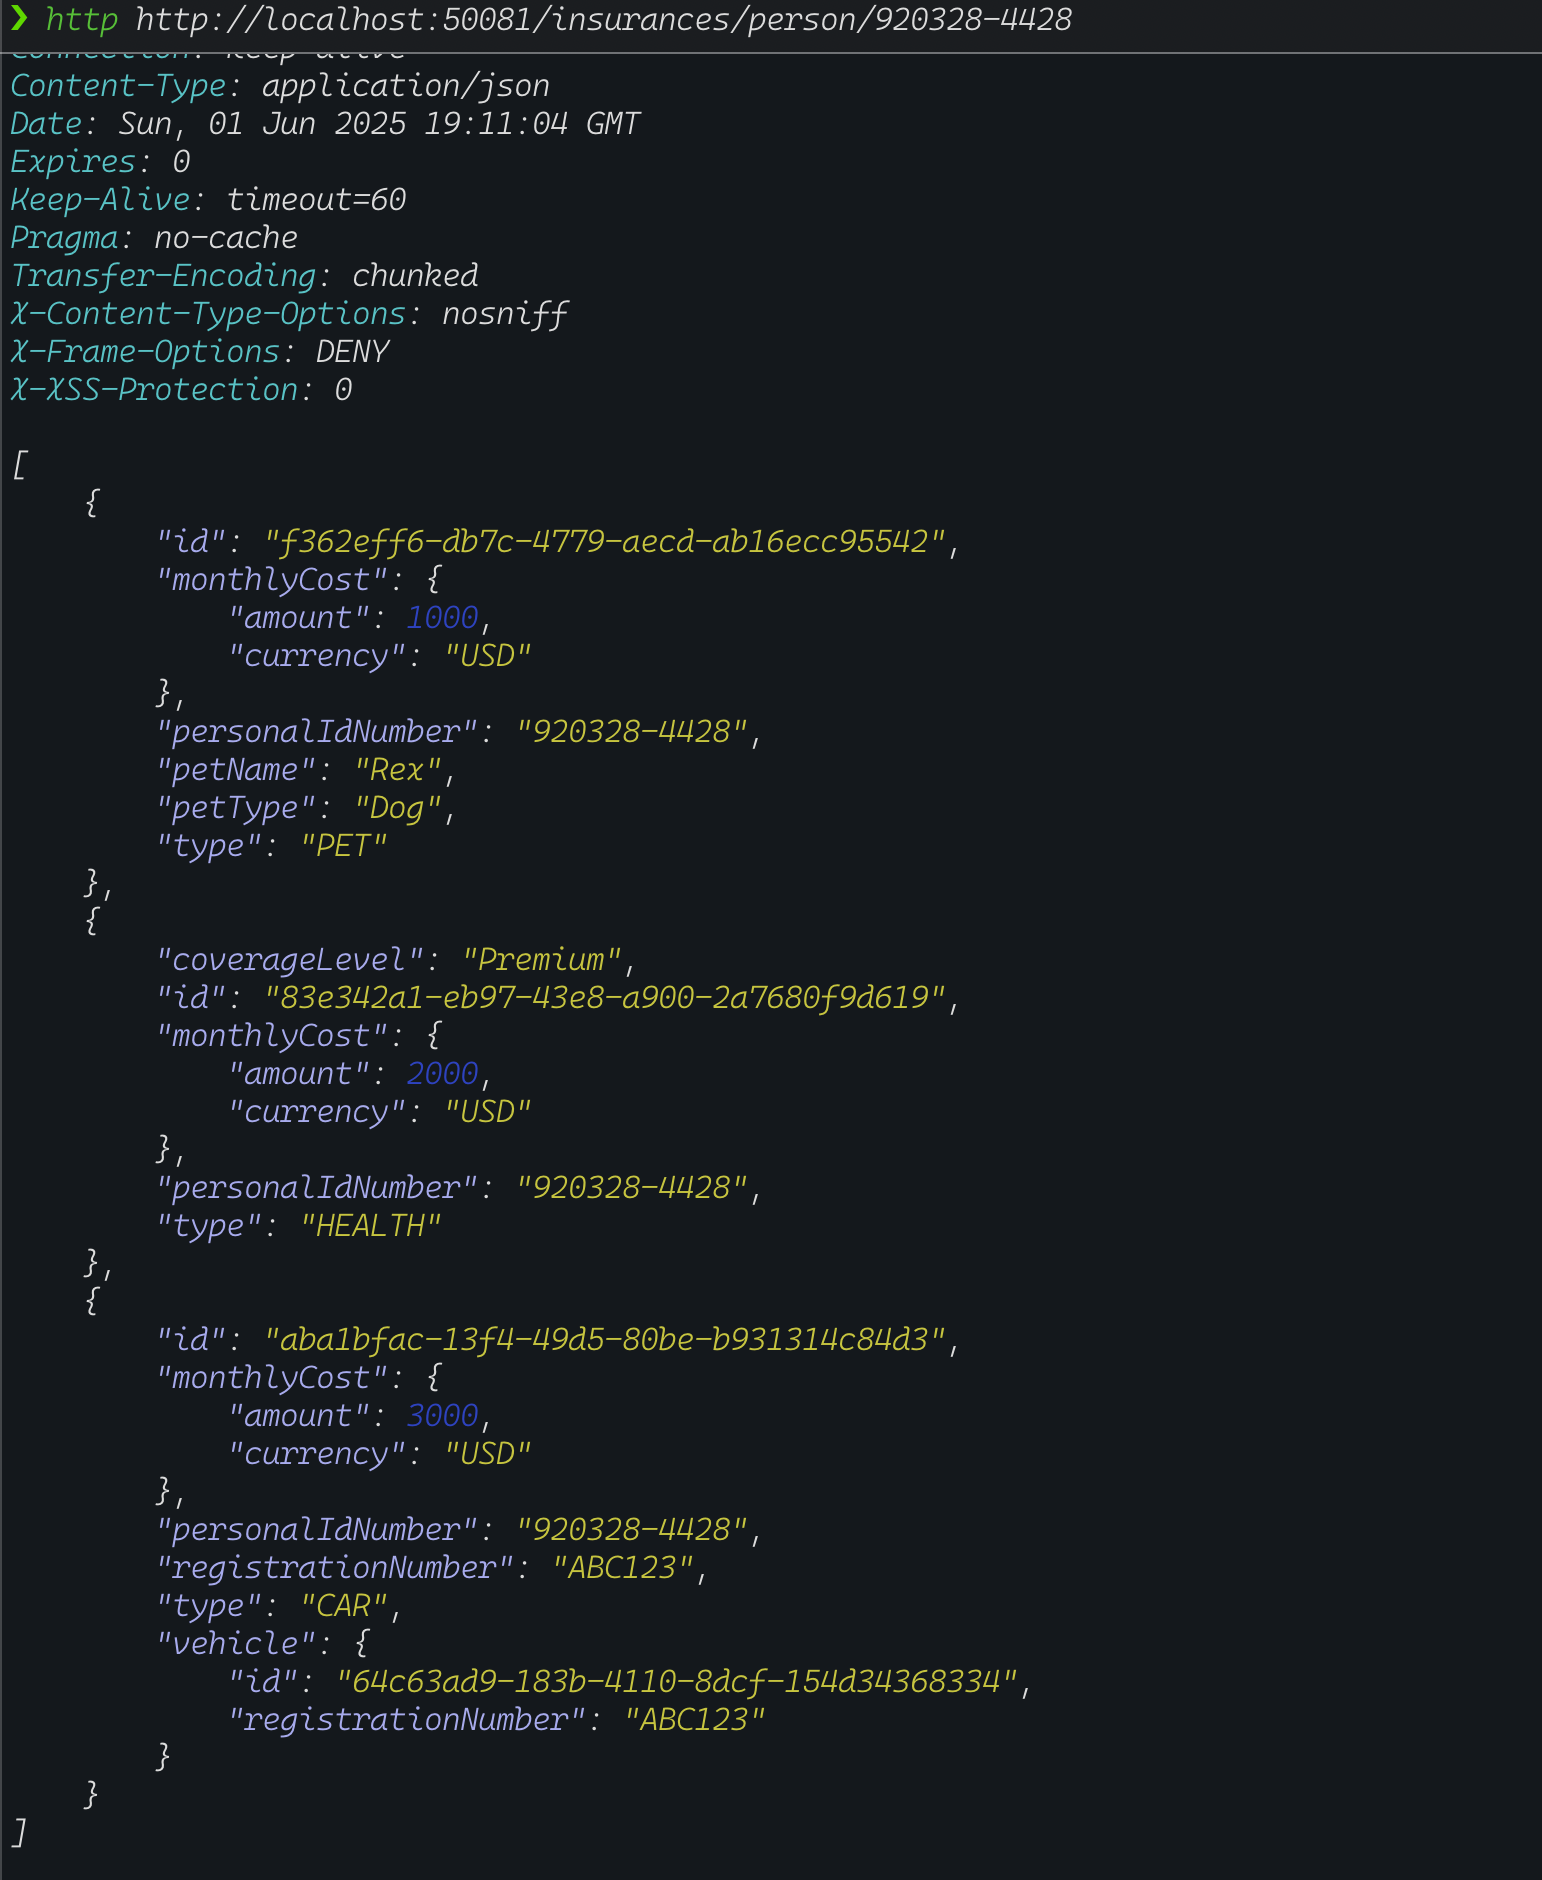 ❯ http http://localhost:50081/insurances/person/920328-4428
Connection: keep-alive
Content-Type: application/json
Date: Sun, 01 Jun 2025 19:11:04 GMT
Expires: 0
Keep-Alive: timeout=60
Pragma: no-cache
Transfer-Encoding: chunked
X-Content-Type-Options: nosniff
X-Frame-Options: DENY
X-XSS-Protection: 0
[
    {
        "id": "f362eff6-db7c-4779-aecd-ab16ecc95542",
        "monthlyCost": {
            "amount": 1000,
            "currency": "USD"
        },
        "personalIdNumber": "920328-4428",
        "petName": "Rex",
        "petType": "Dog",
        "type": "PET"
    },
    {
        "coverageLevel": "Premium",
        "id": "83e342a1-eb97-43e8-a900-2a7680f9d619",
        "monthlyCost": {
            "amount": 2000,
            "currency": "USD"
        },
        "personalIdNumber": "920328-4428",
        "type": "HEALTH"
    },
    {
        "id": "aba1bfac-13f4-49d5-80be-b931314c84d3",
        "monthlyCost": {
            "amount": 3000,
            "currency": "USD"
        },
        "personalIdNumber": "920328-4428",
        "registrationNumber": "ABC123",
        "type": "CAR",
        "vehicle": {
            "id": "64c63ad9-183b-4110-8dcf-154d34368334",
            "registrationNumber": "ABC123"
        }
    }
]